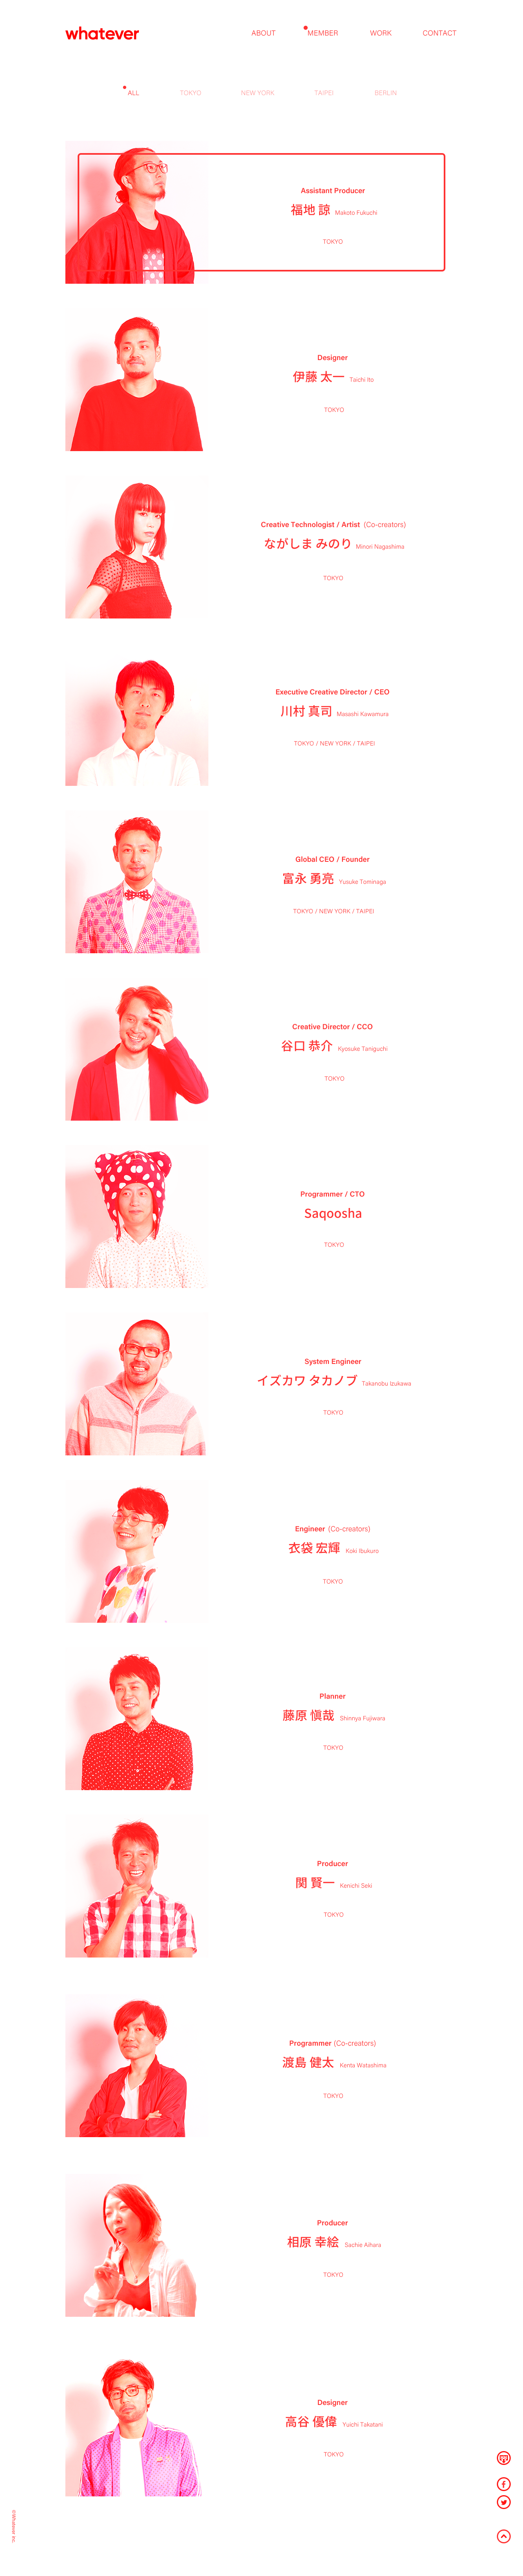 whatever
ABOUT MEMBER WORK CONTACT
ALL TOKYO NEW YORK TAIPEI BERLIN
Assistant Producer
福地 諒 Makoto Fukuchi
TOKYO
Designer
伊藤 太一 Taichi Ito
TOKYO
Creative Technologist / Artist (Co-creators)
ながしま みのり Minori Nagashima
TOKYO
Executive Creative Director / CEO
川村 真司 Masashi Kawamura
TOKYO / NEW YORK / TAIPEI
Global CEO / Founder
富永 勇亮 Yusuke Tominaga
TOKYO / NEW YORK / TAIPEI
Creative Director / CCO
谷口 恭介 Kyosuke Taniguchi
TOKYO
Programmer / CTO
Saqoosha
TOKYO
System Engineer
イズカワ タカノブ Takanobu Izukawa
TOKYO
Engineer (Co-creators)
衣袋 宏輝 Koki Ibukuro
TOKYO
Planner
藤原 愼哉 Shinnya Fujiwara
TOKYO
Producer
関 賢一 Kenichi Seki
TOKYO
Programmer (Co-creators)
渡島 健太 Kenta Watashima
TOKYO
Producer
相原 幸絵 Sachie Aihara
TOKYO
Designer
高谷 優偉 Yuichi Takatani
TOKYO
©Whatever Inc.